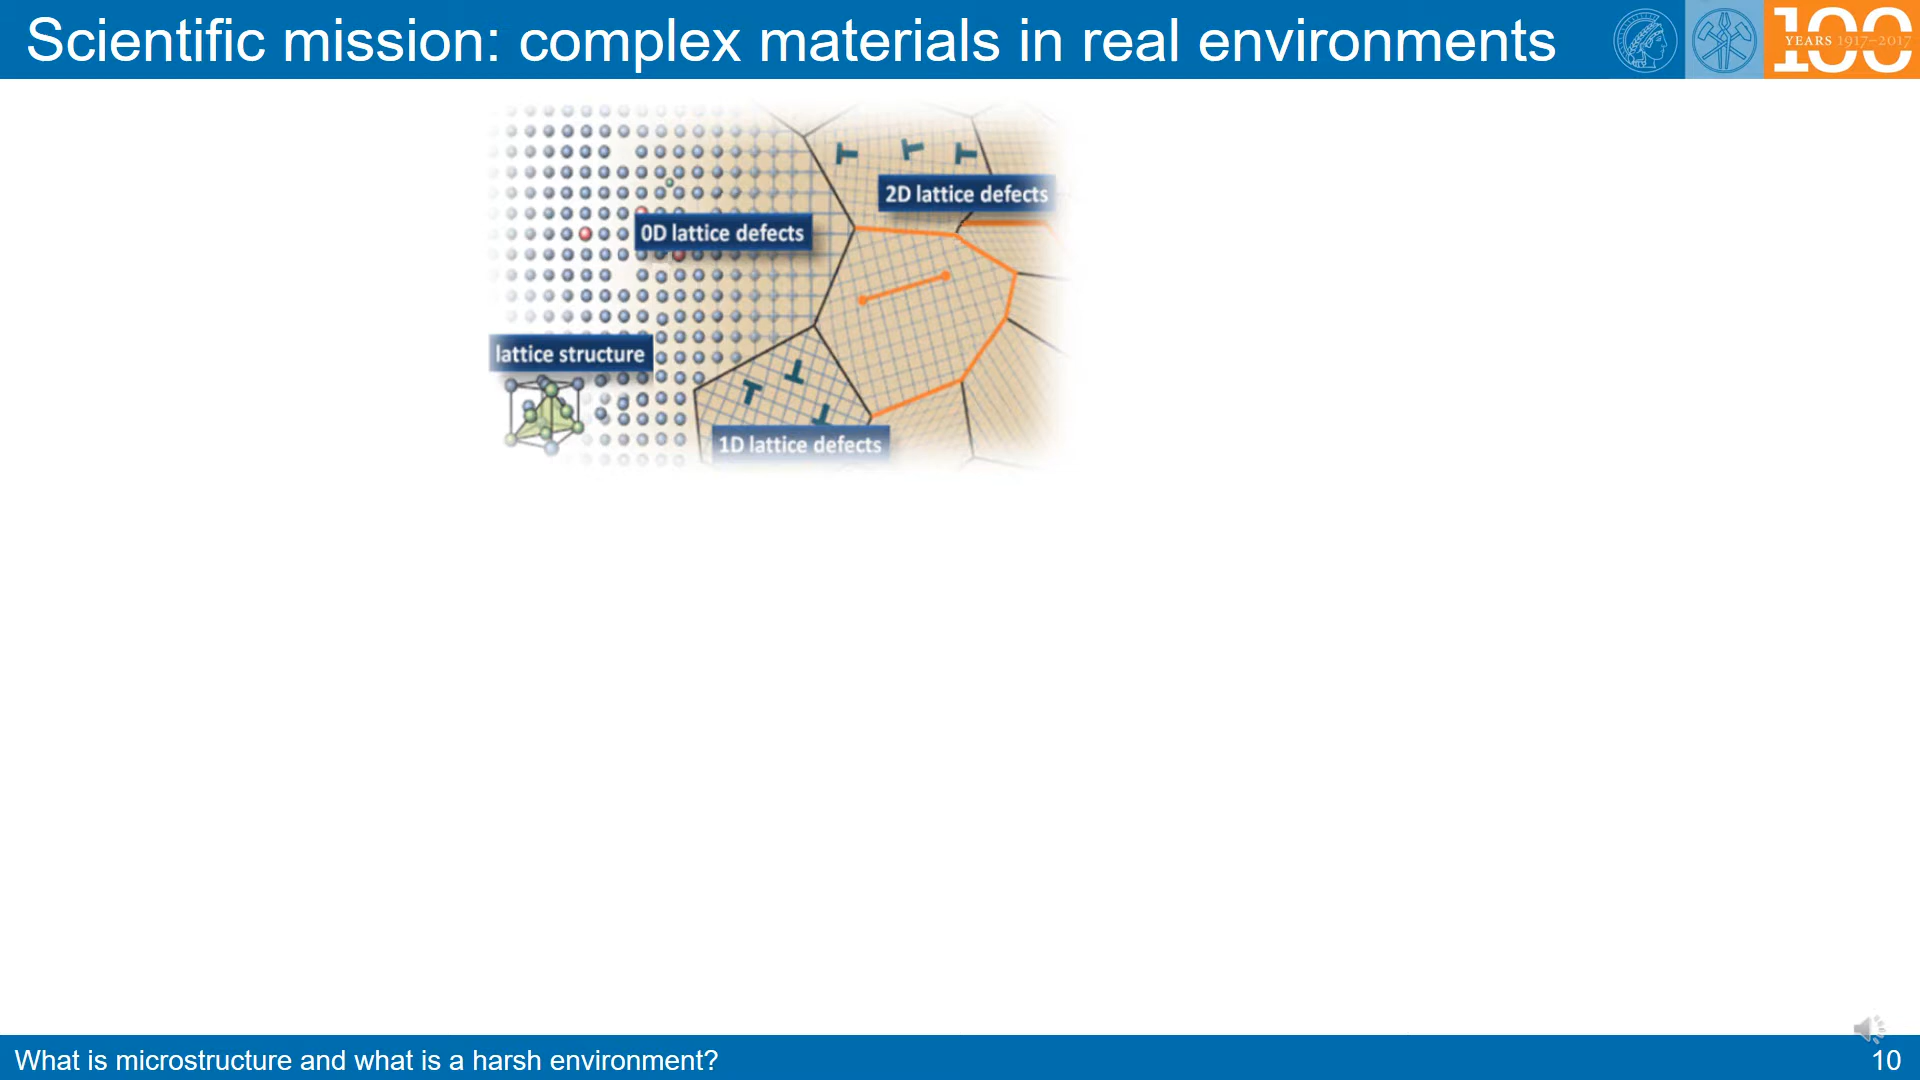 Scientific mission: complex materials in real environments
100
YEARS 1917–2017
2D lattice defects
0D lattice defects
lattice structure
1D lattice defects
What is microstructure and what is a harsh environment?
10